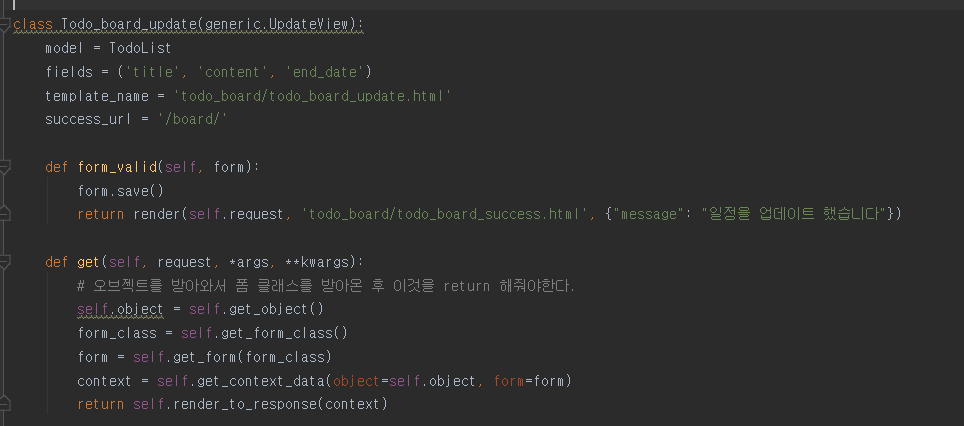 class Todo_board_update(generic.UpdateView):
    model = TodoList
    fields = ('title', 'content', 'end_date')
    template_name = 'todo_board/todo_board_update.html'
    success_url = '/board/'
    def form_valid(self, form):
        form.save()
        return render(self.request, 'todo_board/todo_board_success.html', {"message": "일정을 업데이트 했습니다"})
    def get(self, request, *args, **kwargs):
        # 오브젝트를 받아와서 폼 클래스를 받아온 후 이것을 return 해줘야한다.
        self.object = self.get_object()
        form_class = self.get_form_class()
        form = self.get_form(form_class)
        context = self.get_context_data(object=self.object, form=form)
        return self.render_to_response(context)